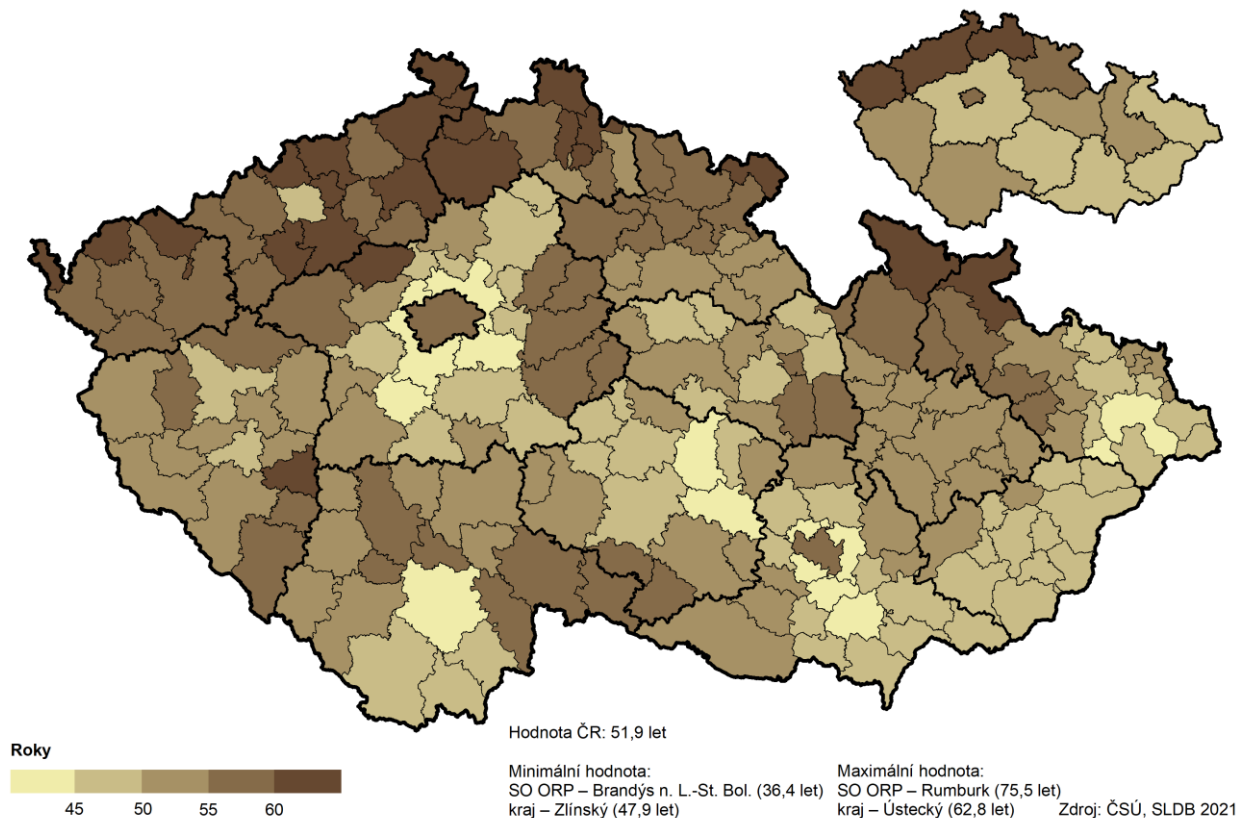 Hodnota ČR: 51,9 let
Roky
45 50 55 60
Minimální hodnota:
SO ORP – Brandýs n. L.-St. Bol. (36,4 let)
kraj – Zlínský (47,9 let)
Maximální hodnota:
SO ORP – Rumburk (75,5 let)
kraj – Ústecký (62,8 let)
Zdroj: ČSÚ, SLDB 2021